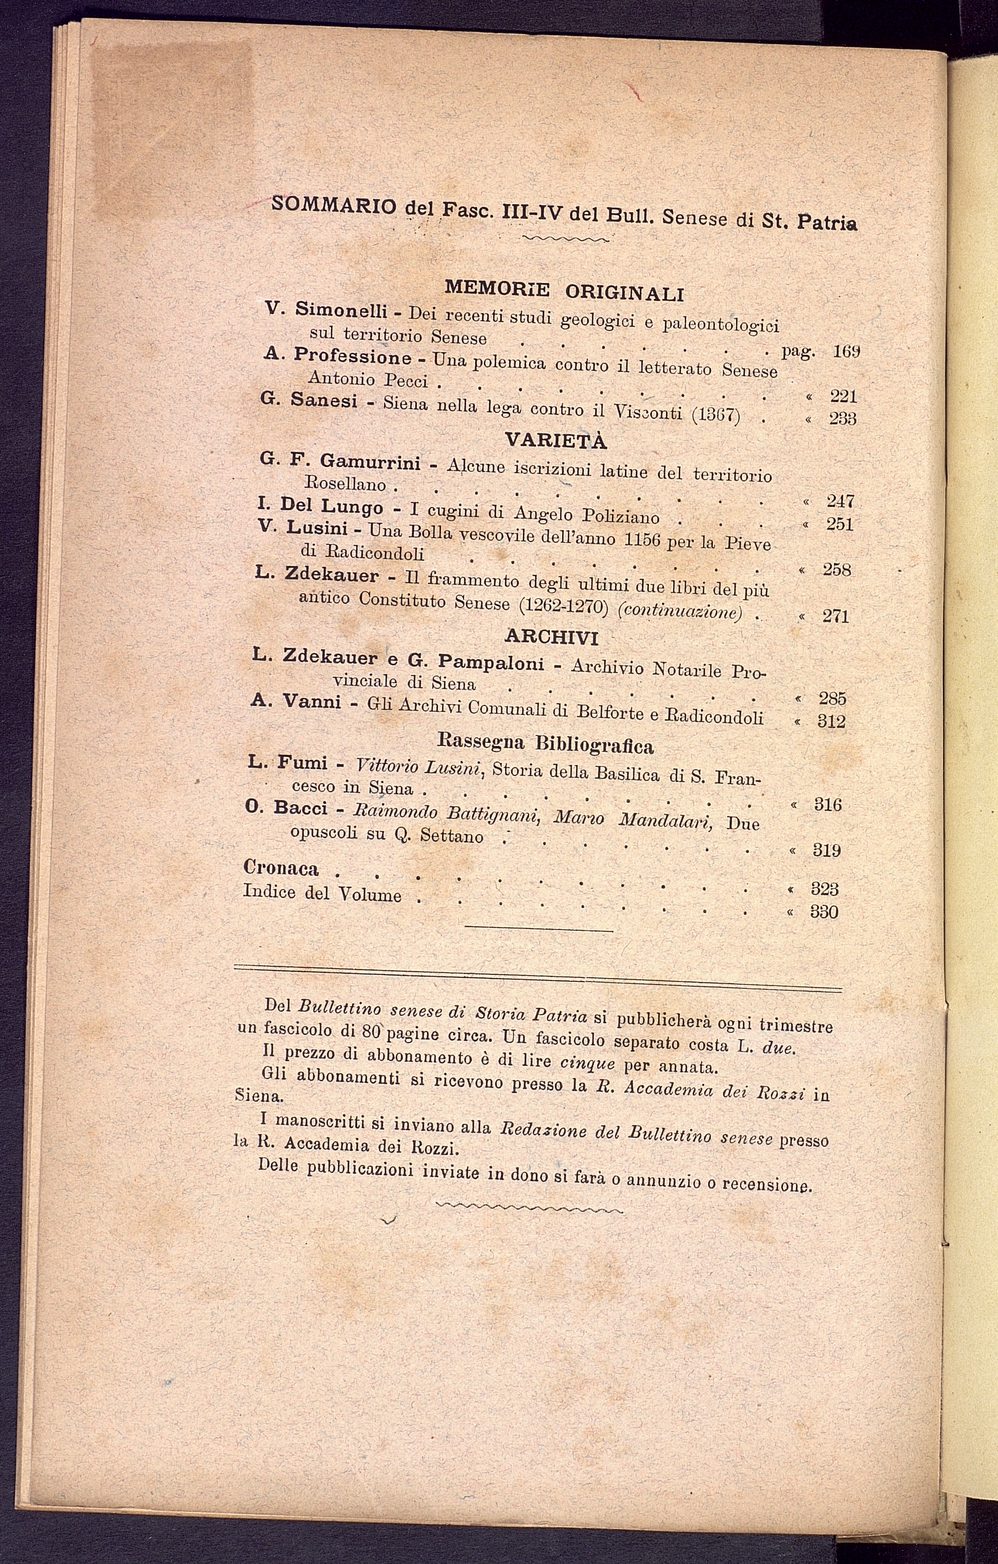 SOMMARIO del Fasc. III-IV del Bull. Senese di St. Patria
MEMORIE ORIGINALI
V. Simonelli - Dei recenti studi geologici e paleontologici
sul territorio Senese . . . . . . . pag. 169
A. Professione - Una polemica contro il letterato Senese
Antonio Pecci . . . . . . . . . « 221
G. Sanesi - Siena nella lega contro il Visconti (1367) . « 233
VARIETÀ
G. F. Gamurrini - Alcune iscrizioni latine del territorio
Rosellano . . . . . . . . . . « 247
I. Del Lungo - I cugini di Angelo Poliziano . . . « 251
V. Lusini - Una Bolla vescovile dell'anno 1156 per la Pieve
di Radicondoli . . . . . . . . « 258
L. Zdekauer - Il frammento degli ultimi due libri del più
antico Constituto Senese (1262-1270) (continuazione) . « 271
ARCHIVI
L. Zdekauer e G. Pampaloni - Archivio Notarile Pro-
vinciale di Siena . . . . . . . « 285
A. Vanni - Gli Archivi Comunali di Belforte e Radicondoli « 312
Rassegna Bibliografica
L. Fumi - Vittorio Lusini, Storia della Basilica di S. Fran-
cesco in Siena . . . . . . . . . « 316
O. Bacci - Raimondo Battignani, Mario Mandalari, Due
opuscoli su Q. Settano . . . . . . . « 319
Cronaca . . . . . . . . . . . « 323
Indice del Volume . . . . . . . . . « 330
Del Bullettino senese di Storia Patria si pubblicherà ogni trimestre
un fascicolo di 80 pagine circa. Un fascicolo separato costa L. due.
Il prezzo di abbonamento è di lire cinque per annata.
Gli abbonamenti si ricevono presso la R. Accademia dei Rozzi in
Siena.
I manoscritti si inviano alla Redazione del Bullettino senese presso
la R. Accademia dei Rozzi.
Delle pubblicazioni inviate in dono si farà o annunzio o recensione.